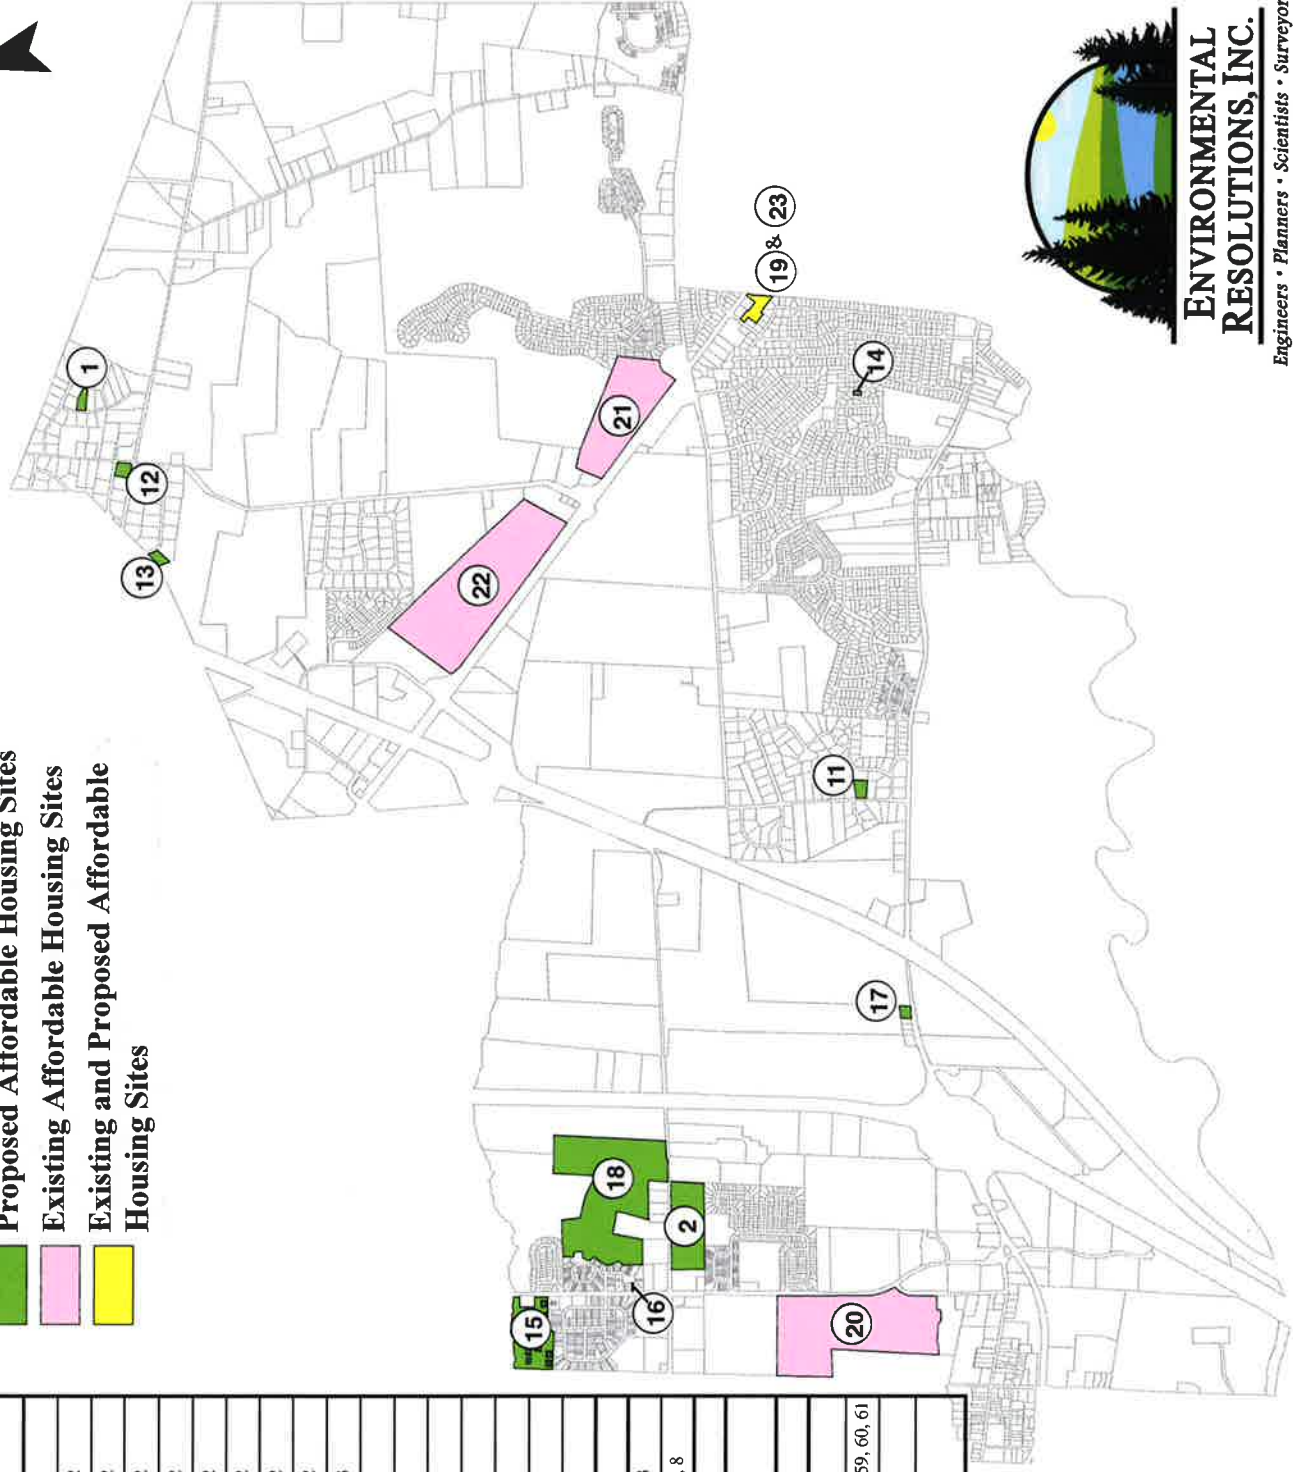 Proposed Affordable Housing Sites
Existing Affordable Housing Sites
Existing and Proposed Affordable
Housing Sites
1
12
13
22
21
19 & 23
14
11
17
18
2
16
15
20
8
59, 60, 61
ENVIRONMENTAL
RESOLUTIONS, INC.
Engineers • Planners • Scientists • Surveyor